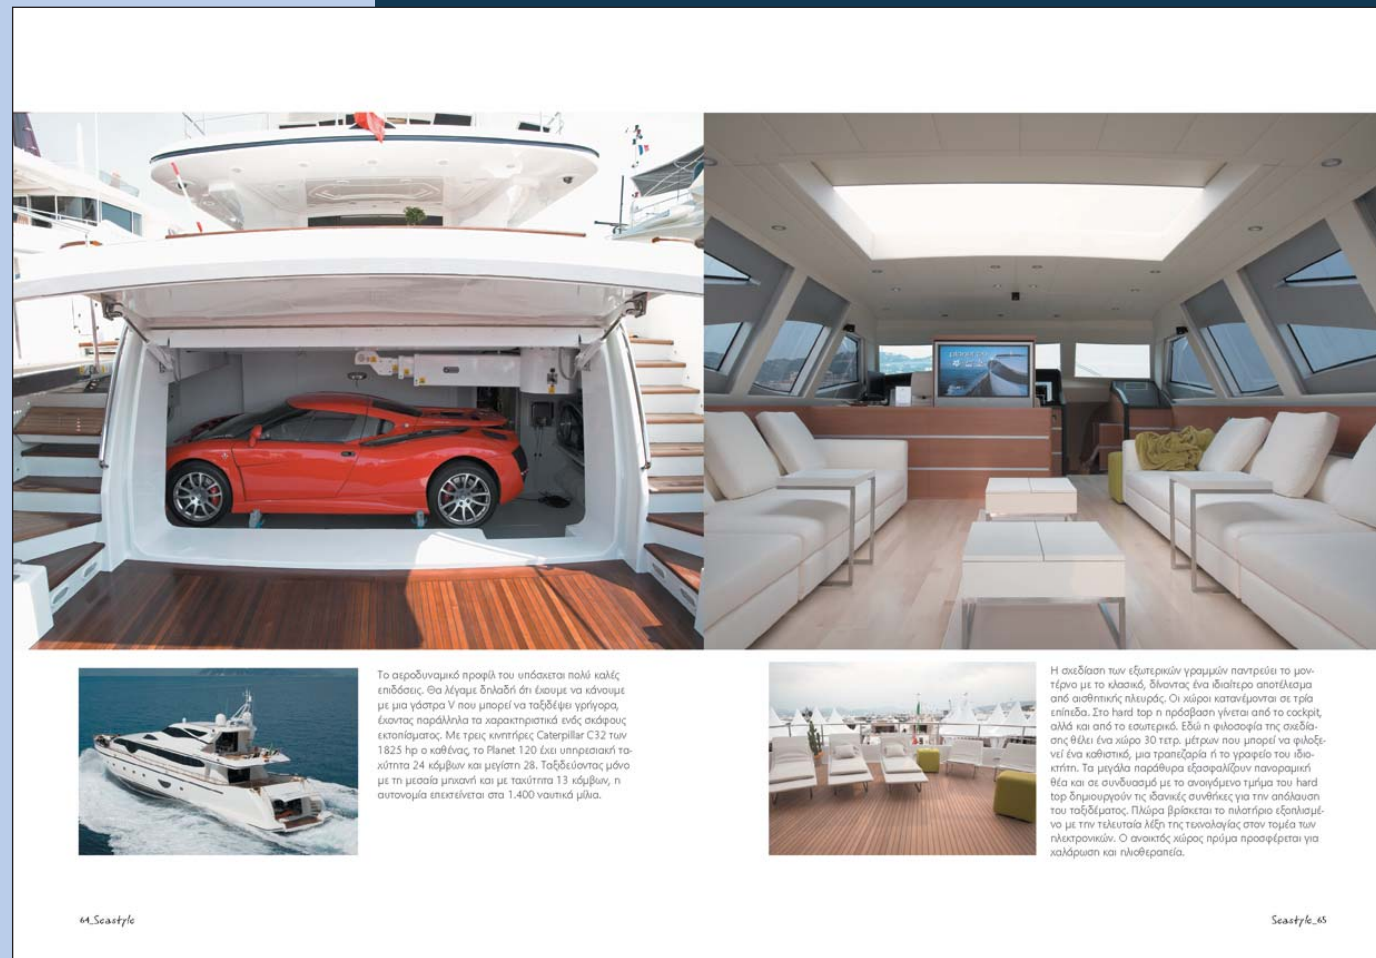 Το αεροδυναμικό προφίλ του υπόσχεται πολύ καλές
επιδόσεις. Θα λέγαμε δηλαδή ότι έχουμε να κάνουμε
με μια γάστρα V που μπορεί να ταξιδέψει γρήγορα,
έχοντας παράλληλα τα χαρακτηριστικά ενός σκάφους
εκτοπίσματος. Με τρεις κινητήρες Caterpillar C32 των
1825 hp ο καθένας, το Planet 120 έχει υπηρεσιακή τα-
χύτητα 24 κόμβων και μεγίστη 28. Ταξιδεύοντας μόνο
με τη μεσαία μηχανή και με ταχύτητα 13 κόμβων, η
αυτονομία επεκτείνεται στα 1.400 ναυτικά μίλια.
64_Seastyle
Η σχεδίαση των εξωτερικών γραμμών παντρεύει το μον-
τέρνο με το κλασικό, δίνοντας ένα ιδιαίτερο αποτέλεσμα
από αισθητικής πλευράς. Οι χώροι κατανέμονται σε τρία
επίπεδα. Στο hard top η πρόσβαση γίνεται από το cockpit,
αλλά και από το εσωτερικό. Εδώ η φιλοσοφία της σχεδία-
σης θέλει ένα χώρο 30 τετρ. μέτρων που μπορεί να φιλοξε-
νεί ένα καθιστικό, μια τραπεζαρία ή το γραφείο του ιδιο-
κτήτη. Τα μεγάλα παράθυρα εξασφαλίζουν πανοραμική
θέα και σε συνδυασμό με το ανοιγόμενο τμήμα του hard
top δημιουργούν τις ιδανικές συνθήκες για την απόλαυση
του ταξιδέματος. Πλώρα βρίσκεται το πιλοτήριο εξοπλισμέ-
νο με την τελευταία λέξη της τεχνολογίας στον τομέα των
ηλεκτρονικών. Ο ανοικτός χώρος πρύμα προσφέρεται για
χαλάρωση και ηλιοθεραπεία.
Seastyle_65